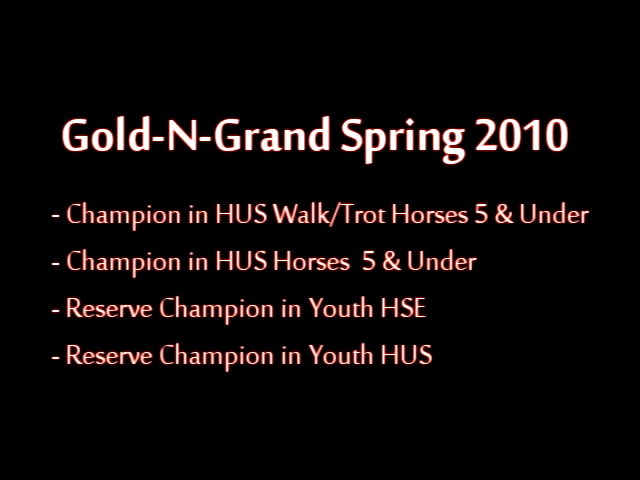 Gold-N-Grand Spring 2010
- Champion in HUS Walk/Trot Horses 5 & Under
- Champion in HUS Horses  5 & Under
- Reserve Champion in Youth HSE
- Reserve Champion in Youth HUS